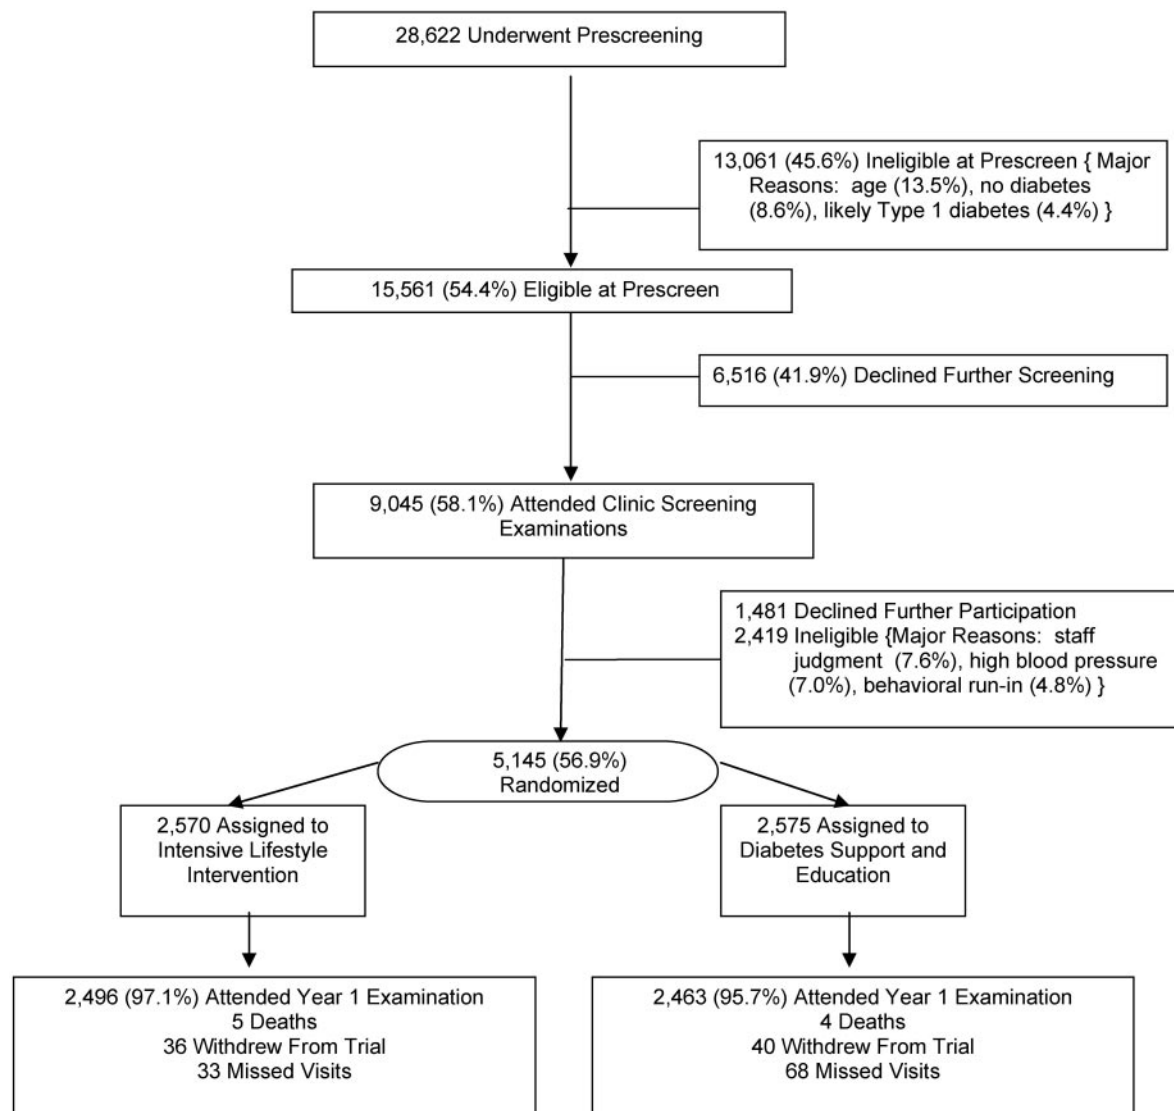 28,622 Underwent Prescreening
13,061 (45.6%) Ineligible at Prescreen { Major
Reasons: age (13.5%), no diabetes
(8.6%), likely Type 1 diabetes (4.4%) }
15,561 (54.4%) Eligible at Prescreen
6,516 (41.9%) Declined Further Screening
9,045 (58.1%) Attended Clinic Screening
Examinations
1,481 Declined Further Participation
2,419 Ineligible {Major Reasons: staff
judgment (7.6%), high blood pressure
(7.0%), behavioral run-in (4.8%) }
5,145 (56.9%)
Randomized
2,570 Assigned to
Intensive Lifestyle
Intervention
2,575 Assigned to
Diabetes Support and
Education
2,496 (97.1%) Attended Year 1 Examination
5 Deaths
36 Withdrew From Trial
33 Missed Visits
2,463 (95.7%) Attended Year 1 Examination
4 Deaths
40 Withdrew From Trial
68 Missed Visits